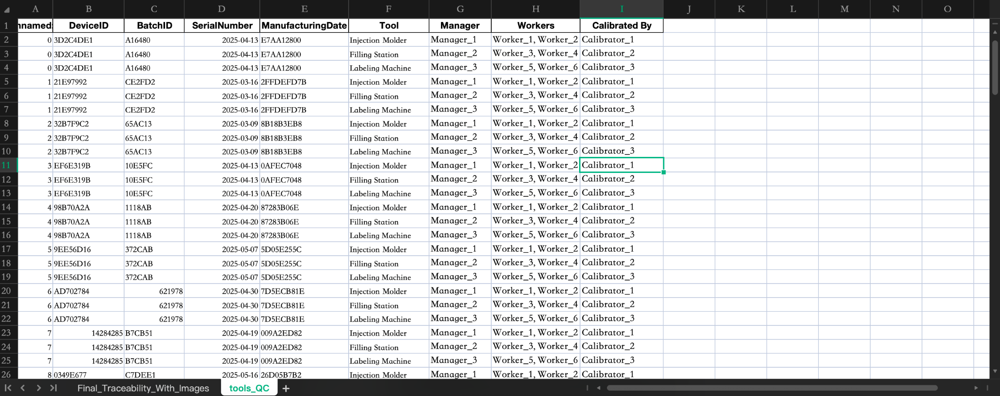 A B C D E F G H I J K L M N O
1 nnamed: DeviceID BatchID SerialNumber ManufacturingDate Tool Manager Workers Calibrated By
2 0 3D2C4DE1 A16480 2025-04-13 E7AA12800 Injection Molder Manager_1 Worker_1, Worker_2 Calibrator_1
3 0 3D2C4DE1 A16480 2025-04-13 E7AA12800 Filling Station Manager_2 Worker_3, Worker_4 Calibrator_2
4 0 3D2C4DE1 A16480 2025-04-13 E7AA12800 Labeling Machine Manager_3 Worker_5, Worker_6 Calibrator_3
5 1 21E97992 CE2FD2 2025-03-16 2FFDEFD7B Injection Molder Manager_1 Worker_1, Worker_2 Calibrator_1
6 1 21E97992 CE2FD2 2025-03-16 2FFDEFD7B Filling Station Manager_2 Worker_3, Worker_4 Calibrator_2
7 1 21E97992 CE2FD2 2025-03-16 2FFDEFD7B Labeling Machine Manager_3 Worker_5, Worker_6 Calibrator_3
8 2 32B7F9C2 65AC13 2025-03-09 8B18B3EB8 Injection Molder Manager_1 Worker_1, Worker_2 Calibrator_1
9 2 32B7F9C2 65AC13 2025-03-09 8B18B3EB8 Filling Station Manager_2 Worker_3, Worker_4 Calibrator_2
10 2 32B7F9C2 65AC13 2025-03-09 8B18B3EB8 Labeling Machine Manager_3 Worker_5, Worker_6 Calibrator_3
11 3 EF6E319B 10E5FC 2025-04-13 0AFEC7048 Injection Molder Manager_1 Worker_1, Worker_2 Calibrator_1
12 3 EF6E319B 10E5FC 2025-04-13 0AFEC7048 Filling Station Manager_2 Worker_3, Worker_4 Calibrator_2
13 3 EF6E319B 10E5FC 2025-04-13 0AFEC7048 Labeling Machine Manager_3 Worker_5, Worker_6 Calibrator_3
14 4 98B70A2A 1118AB 2025-04-20 87283B06E Injection Molder Manager_1 Worker_1, Worker_2 Calibrator_1
15 4 98B70A2A 1118AB 2025-04-20 87283B06E Filling Station Manager_2 Worker_3, Worker_4 Calibrator_2
16 4 98B70A2A 1118AB 2025-04-20 87283B06E Labeling Machine Manager_3 Worker_5, Worker_6 Calibrator_3
17 5 9EE56D16 372CAB 2025-05-07 5D05E255C Injection Molder Manager_1 Worker_1, Worker_2 Calibrator_1
18 5 9EE56D16 372CAB 2025-05-07 5D05E255C Filling Station Manager_2 Worker_3, Worker_4 Calibrator_2
19 5 9EE56D16 372CAB 2025-05-07 5D05E255C Labeling Machine Manager_3 Worker_5, Worker_6 Calibrator_3
20 6 AD702784 621978 2025-04-30 7D5ECB81E Injection Molder Manager_1 Worker_1, Worker_2 Calibrator_1
21 6 AD702784 621978 2025-04-30 7D5ECB81E Filling Station Manager_2 Worker_3, Worker_4 Calibrator_2
22 6 AD702784 621978 2025-04-30 7D5ECB81E Labeling Machine Manager_3 Worker_5, Worker_6 Calibrator_3
23 7 14284285 B7CB51 2025-04-19 009A2ED82 Injection Molder Manager_1 Worker_1, Worker_2 Calibrator_1
24 7 14284285 B7CB51 2025-04-19 009A2ED82 Filling Station Manager_2 Worker_3, Worker_4 Calibrator_2
25 7 14284285 B7CB51 2025-04-19 009A2ED82 Labeling Machine Manager_3 Worker_5, Worker_6 Calibrator_3
26 8 0349E677 C7DEE1 2025-05-16 26D05B7B2 Injection Molder Manager_1 Worker_1, Worker_2 Calibrator_1
Final_Traceability_With_Images tools_QC +